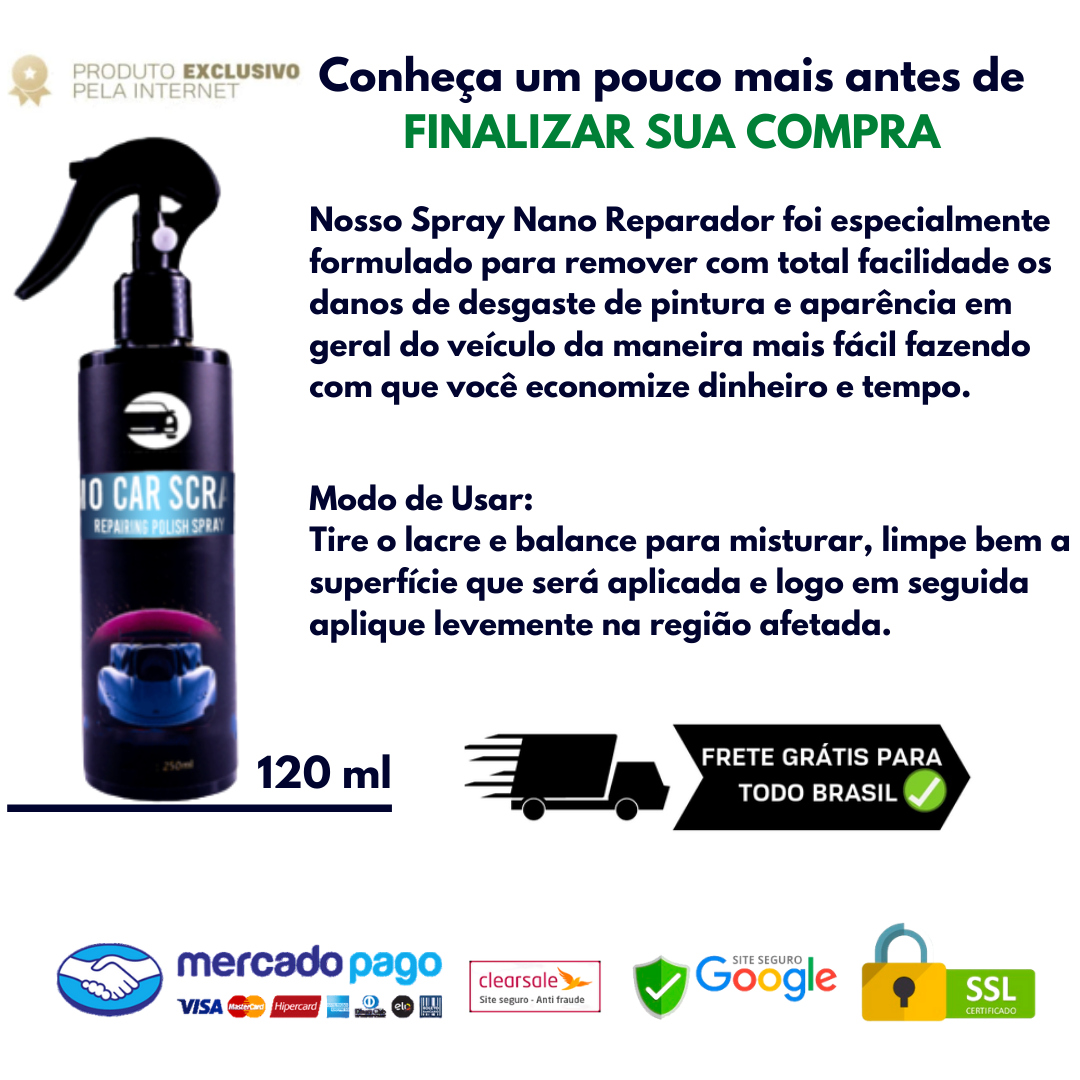 PRODUTO EXCLUSIVO
PELA INTERNET
Conheça um pouco mais antes de
FINALIZAR SUA COMPRA
Nosso Spray Nano Reparador foi especialmente
formulado para remover com total facilidade os
danos de desgaste de pintura e aparência em
geral do veículo da maneira mais fácil fazendo
com que você economize dinheiro e tempo.
Modo de Usar:
Tire o lacre e balance para misturar, limpe bem a
superfície que será aplicada e logo em seguida
aplique levemente na região afetada.
CAR
REPAIRING POLISH SPRAY
250ml
120 ml
FRETE GRÁTIS PARA
TODO BRASIL
mercado pago
VISA MasterCard Hipercard elo
clearsale
Site seguro - Anti fraude
SITE SEGURO
Google
SSL
CERTIFICADO